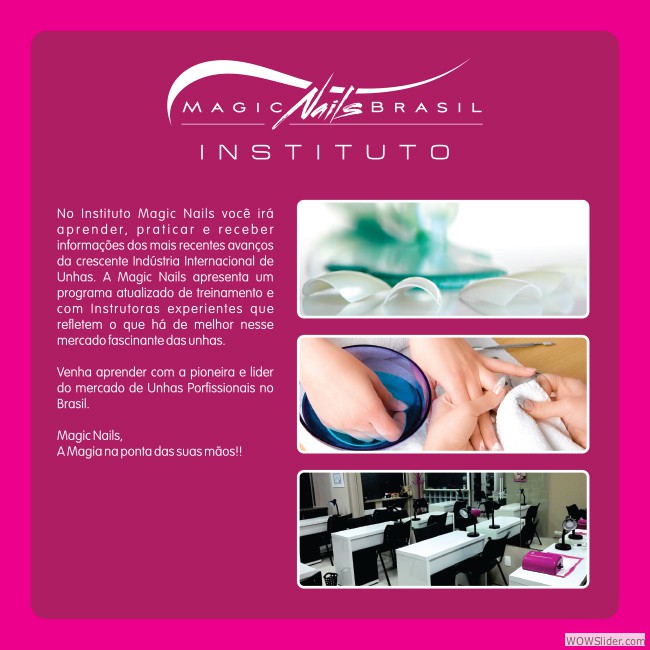 MAGIC Nails BRASIL
INSTITUTO
No Instituto Magic Nails você irá
aprender, praticar e receber
informações dos mais recentes avanços
da crescente Indústria Internacional de
Unhas. A Magic Nails apresenta um
programa atualizado de treinamento e
com Instrutoras experientes que
refletem o que há de melhor nesse
mercado fascinante das unhas.
Venha aprender com a pioneira e lider
do mercado de Unhas Porfissionais no
Brasil.
Magic Nails,
A Magia na ponta das suas mãos!!
WOWSlider.com